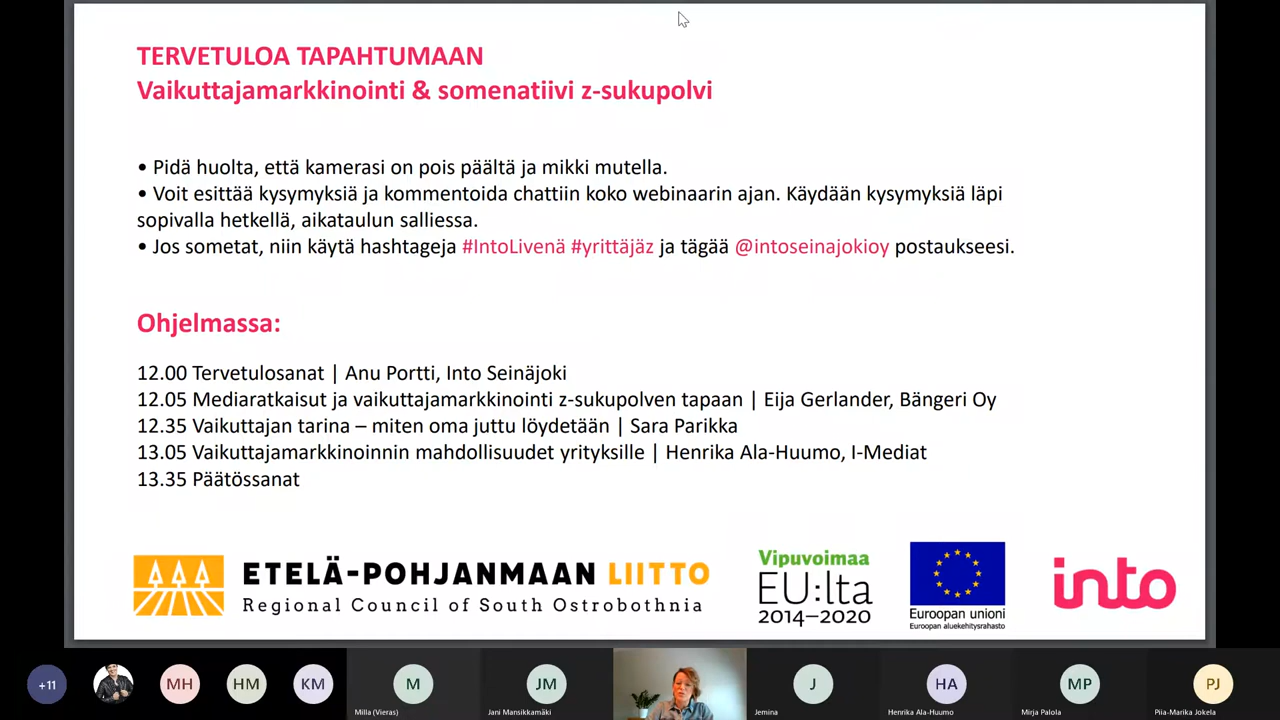 TERVETULOA TAPAHTUMAAN
Vaikuttajamarkkinointi & somenatiivi z-sukupolvi
• Pidä huolta, että kamerasi on pois päältä ja mikki mutella.
• Voit esittää kysymyksiä ja kommentoida chattiin koko webinaarin ajan. Käydään kysymyksiä läpi
sopivalla hetkellä, aikataulun salliessa.
• Jos sometat, niin käytä hashtageja #IntoLivenä #yrittäjäz ja tägää @intoseinajokioy postaukseesi.
Ohjelmassa:
12.00 Tervetulosanat | Anu Portti, Into Seinäjoki
12.05 Mediaratkaisut ja vaikuttajamarkkinointi z-sukupolven tapaan | Eija Gerlander, Bängeri Oy
12.35 Vaikuttajan tarina – miten oma juttu löydetään | Sara Parikka
13.05 Vaikuttajamarkkinoinnin mahdollisuudet yrityksille | Henrika Ala-Huumo, I-Mediat
13.35 Päätössanat
ETELÄ-POHJANMAAN LIITTO
Regional Council of South Ostrobothnia
Vipuvoimaa
EU:lta
2014–2020
Euroopan unioni
Euroopan aluekehitysrahasto
into
+11
MH
HM
KM
M
Milla (Vieras)
JM
Jani Mansikkamäki
J
Jemina
HA
Henrika Ala-Huumo
MP
Mirja Palola
PJ
Piia-Marika Jokela